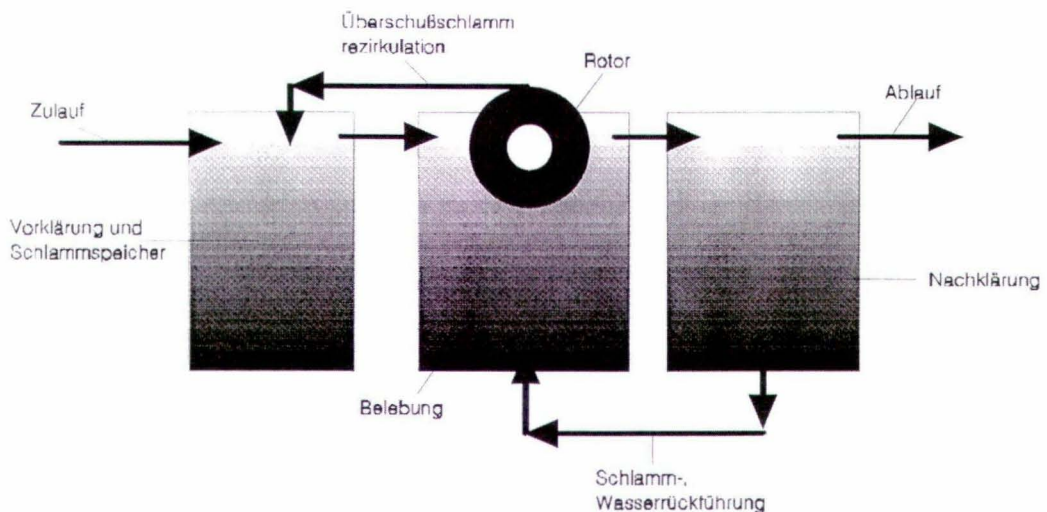 Überschußschlamm
rezirkulation
Rotor
Zulauf
Ablauf
Vorklärung und
Schlammspeicher
Nachklärung
Belebung
Schlamm-,
Wasserrückführung